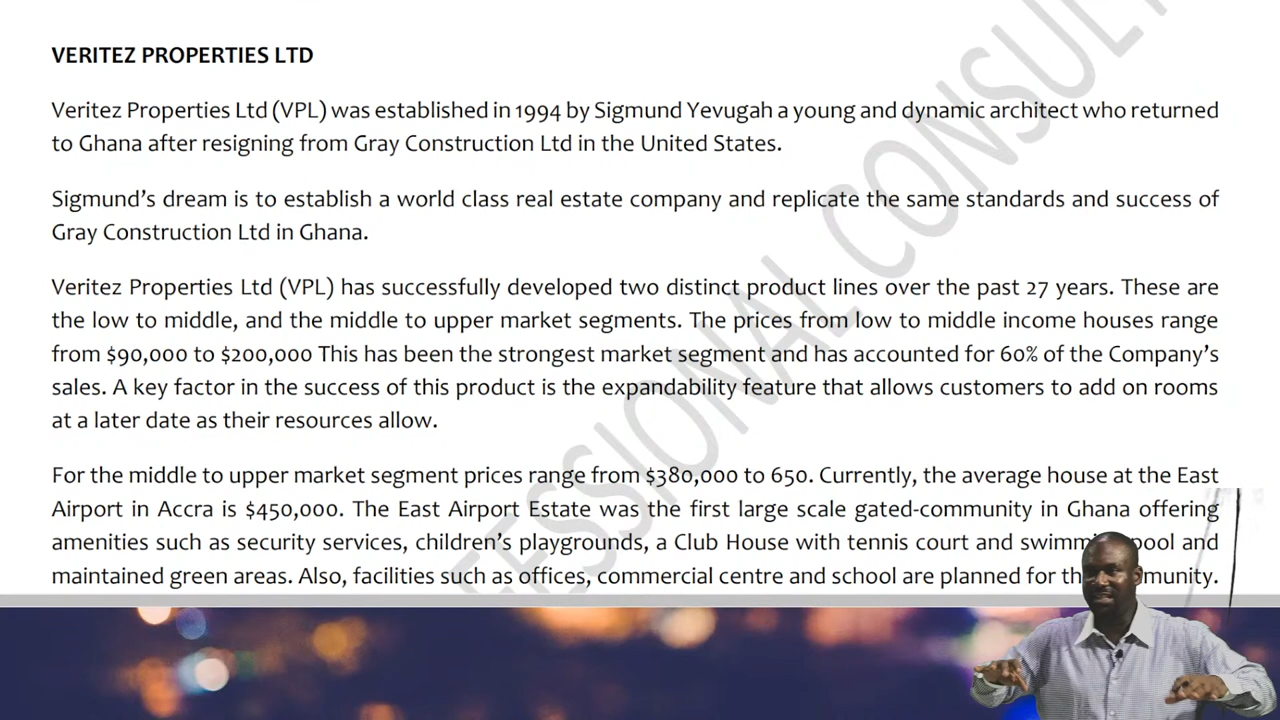 VERITEZ PROPERTIES LTD
Veritez Properties Ltd (VPL) was established in 1994 by Sigmund Yevugah a young and dynamic architect who returned
to Ghana after resigning from Gray Construction Ltd in the United States.
Sigmund's dream is to establish a world class real estate company and replicate the same standards and success of
Gray Construction Ltd in Ghana.
Veritez Properties Ltd (VPL) has successfully developed two distinct product lines over the past 27 years. These are
the low to middle, and the middle to upper market segments. The prices from low to middle income houses range
from $90,000 to $200,000 This has been the strongest market segment and has accounted for 60% of the Company's
sales. A key factor in the success of this product is the expandability feature that allows customers to add on rooms
at a later date as their resources allow.
For the middle to upper market segment prices range from $380,000 to 650. Currently, the average house at the East
Airport in Accra is $450,000. The East Airport Estate was the first large scale gated-community in Ghana offering
amenities such as security services, children's playgrounds, a Club House with tennis court and pool and
maintained green areas. Also, facilities such as offices, commercial centre and school are planned for